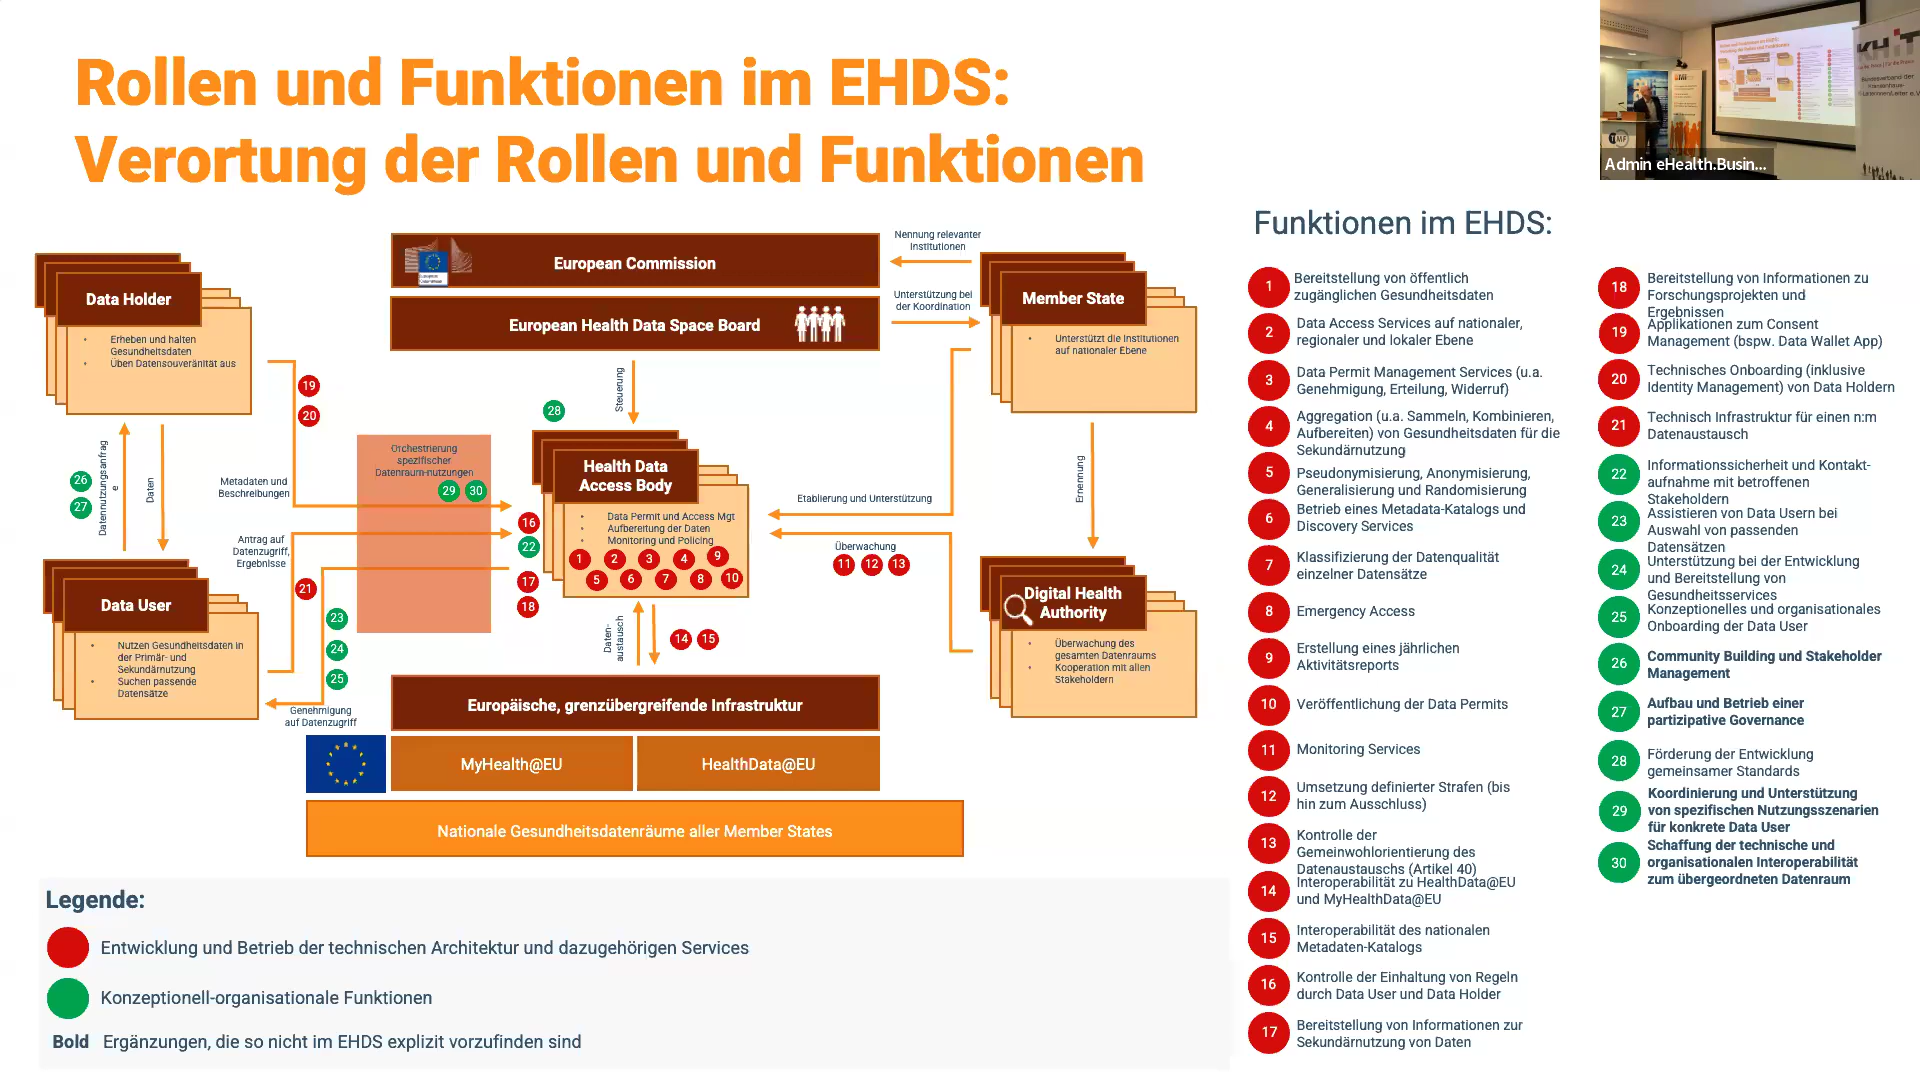 Rollen und Funktionen im EHDS:
Verortung der Rollen und Funktionen
Admin eHealth.Busin...
KHiT
TMF
Data Holder
Erheben und halten
Gesundheitsdaten
Üben Datensouveränität aus
European Commission
European Health Data Space Board
Nennung relevanter
Institutionen
Unterstützung bei
der Koordination
Member State
Unterstützt die Institutionen
auf nationaler Ebene
19
20
28
Steuerung
Orchestrierung
spezifischer
Datenraum-nutzungen
29 30
26
27
Datennutzungsanfrag
e
Daten
Metadaten und
Beschreibungen
Health Data
Access Body
Data Permit und Access Mgt
Aufbereitung der Daten
Monitoring und Policing
1 2 3 4 9
5 6 7 8 10
16
22
17
18
Etablierung und Unterstützung
Ernennung
Überwachung
11 12 13
Antrag auf
Datenzugriff,
Ergebnisse
21
23
24
25
Data User
Nutzen Gesundheitsdaten in
der Primär- und
Sekundärnutzung
Suchen passende
Datensätze
Genehmigung
auf Datenzugriff
Daten-
austausch
14 15
Digital Health
Authority
Überwachung des
gesamten Datenraums
Kooperation mit allen
Stakeholdern
Europäische, grenzübergreifende Infrastruktur
MyHealth@EU
HealthData@EU
Nationale Gesundheitsdatenräume aller Member States
Legende:
Entwicklung und Betrieb der technischen Architektur und dazugehörigen Services
Konzeptionell-organisationale Funktionen
Bold Ergänzungen, die so nicht im EHDS explizit vorzufinden sind
Funktionen im EHDS:
1 Bereitstellung von öffentlich
zugänglichen Gesundheitsdaten
2 Data Access Services auf nationaler,
regionaler und lokaler Ebene
3 Data Permit Management Services (u.a.
Genehmigung, Erteilung, Widerruf)
4 Aggregation (u.a. Sammeln, Kombinieren,
Aufbereiten) von Gesundheitsdaten für die
Sekundärnutzung
5 Pseudonymisierung, Anonymisierung,
Generalisierung und Randomisierung
6 Betrieb eines Metadata-Katalogs und
Discovery Services
7 Klassifizierung der Datenqualität
einzelner Datensätze
8 Emergency Access
9 Erstellung eines jährlichen
Aktivitätsreports
10 Veröffentlichung der Data Permits
11 Monitoring Services
12 Umsetzung definierter Strafen (bis
hin zum Ausschluss)
13 Kontrolle der
Gemeinwohlorientierung des
Datenaustauschs (Artikel 40)
14 Interoperabilität zu HealthData@EU
und MyHealthData@EU
15 Interoperabilität des nationalen
Metadaten-Katalogs
16 Kontrolle der Einhaltung von Regeln
durch Data User und Data Holder
17 Bereitstellung von Informationen zur
Sekundärnutzung von Daten
18 Bereitstellung von Informationen zu
Forschungsprojekten und
Ergebnissen
19 Applikationen zum Consent
Management (bspw. Data Wallet App)
20 Technisches Onboarding (inklusive
Identity Management) von Data Holdern
21 Technisch Infrastruktur für einen n:m
Datenaustausch
22 Informationssicherheit und Kontakt-
aufnahme mit betroffenen
Stakeholdern
23 Assistieren von Data Usern bei
Auswahl von passenden
Datensätzen
24 Unterstützung bei der Entwicklung
und Bereitstellung von
Gesundheitsservices
25 Konzeptionelles und organisationales
Onboarding der Data User
26 Community Building und Stakeholder
Management
27 Aufbau und Betrieb einer
partizipative Governance
28 Förderung der Entwicklung
gemeinsamer Standards
29 Koordinierung und Unterstützung
von spezifischen Nutzungsszenarien
für konkrete Data User
30 Schaffung der technische und
organisationalen Interoperabilität
zum übergeordneten Datenraum